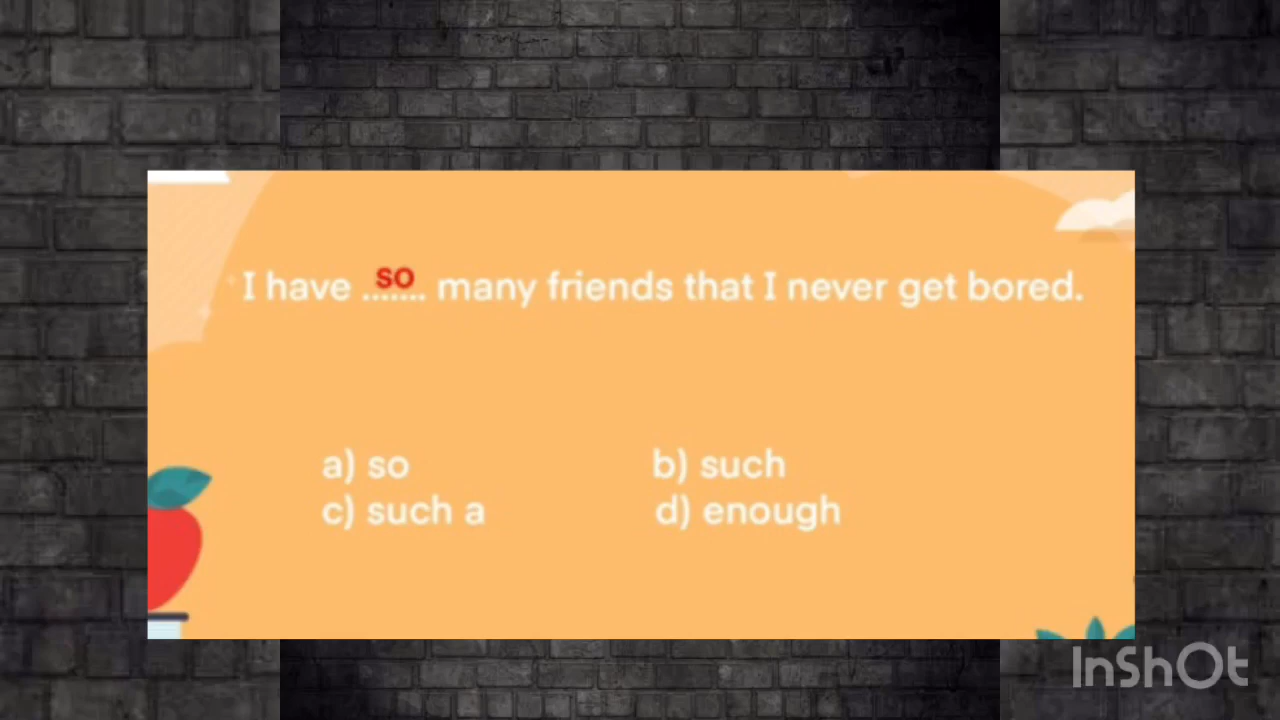 I have ...so.... many friends that I never get bored.
a) so b) such
c) such a d) enough
InShOt